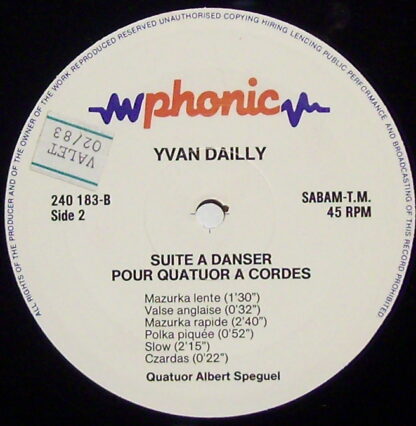 ALL RIGHTS OF THE PRODUCER AND OF THE OWNER OF THE WORK REPRODUCED RESERVED UNAUTHORISED COPYING HIRING LENDING PUBLIC PERFORMANCE AND BROADCASTING OF THIS RECORD PROHIBITED
phonic
VALET
02/83
YVAN DAILLY
240 183-B
Side 2
SABAM-T.M.
45 RPM
SUITE A DANSER
POUR QUATUOR A CORDES
Mazurka lente (1'30")
Valse anglaise (0'32")
Mazurka rapide (2'40")
Polka piquée (0'52")
Slow (2'15")
Czardas (0'22")
Quatuor Albert Speguel